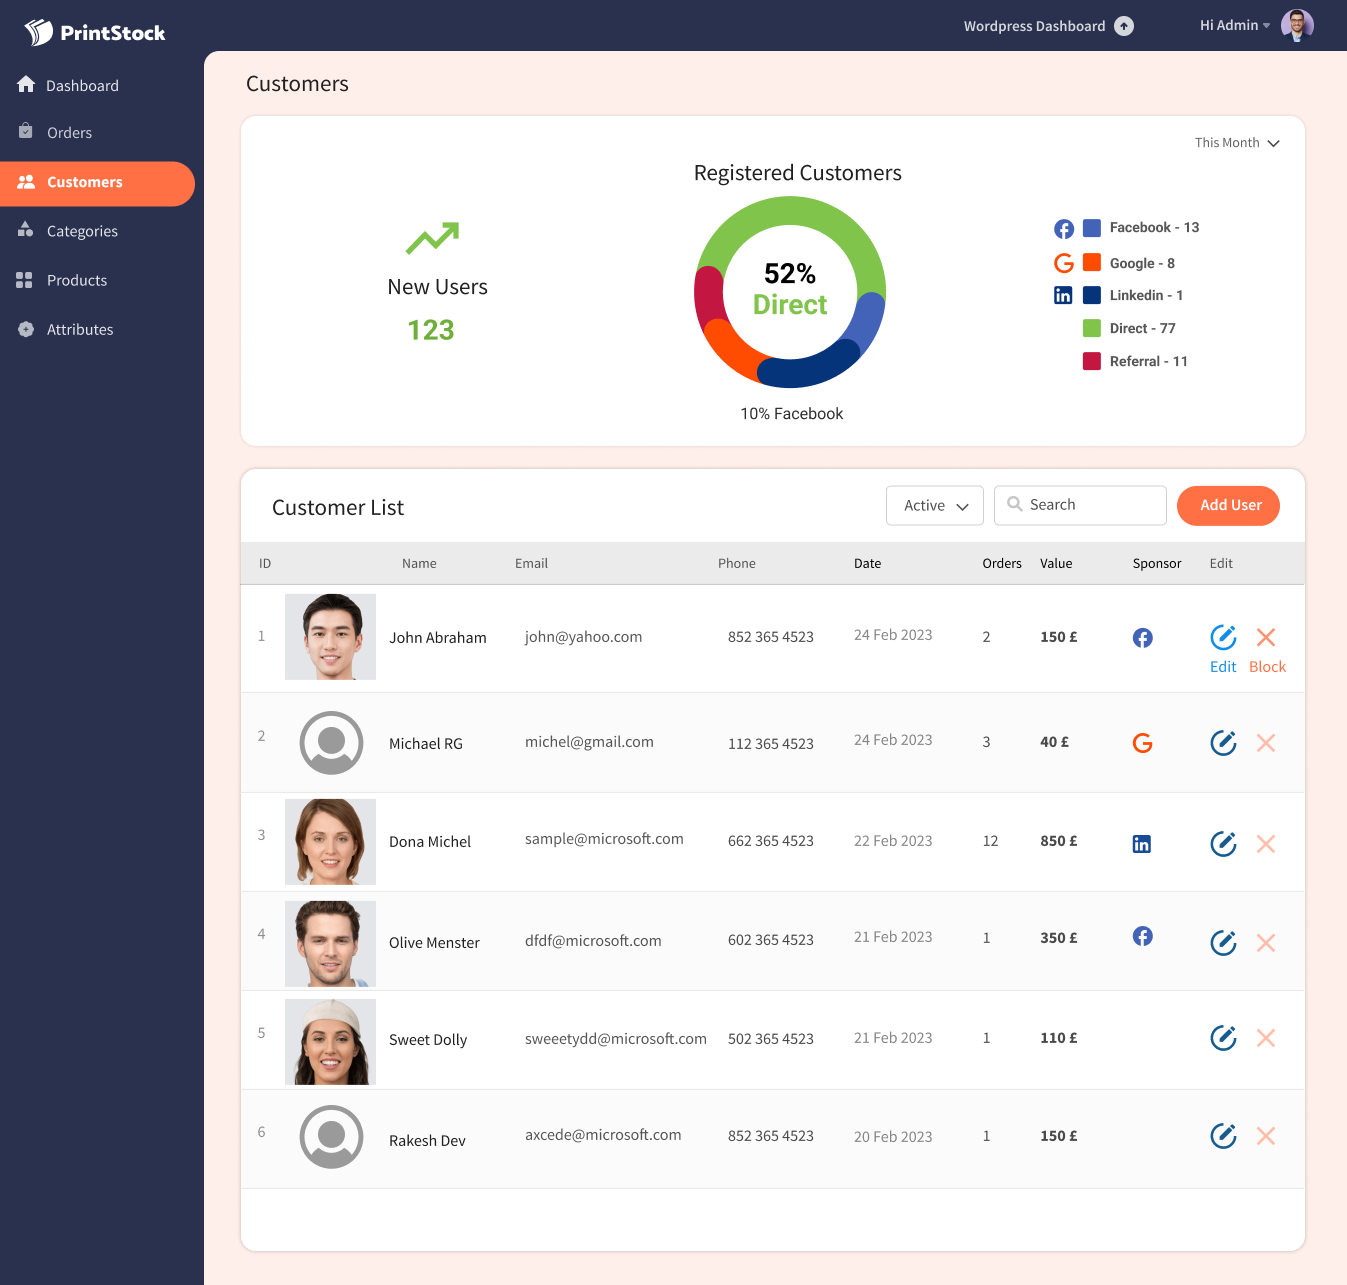 PrintStock
Wordpress Dashboard
Hi Admin
Dashboard
Orders
Customers
Categories
Products
Attributes
Customers
This Month
New Users
123
Registered Customers
52%
Direct
10% Facebook
Facebook - 13
Google - 8
Linkedin - 1
Direct - 77
Referral - 11
Customer List
Active
Search
Add User
ID Name Email Phone Date Orders Value Sponsor Edit
1 John Abraham john@yahoo.com 852 365 4523 24 Feb 2023 2 150 £
Edit Block
2 Michael RG michel@gmail.com 112 365 4523 24 Feb 2023 3 40 £
3 Dona Michel sample@microsoft.com 662 365 4523 22 Feb 2023 12 850 £
4 Olive Menster dfdf@microsoft.com 602 365 4523 21 Feb 2023 1 350 £
5 Sweet Dolly sweeetydd@microsoft.com 502 365 4523 21 Feb 2023 1 110 £
6 Rakesh Dev axcede@microsoft.com 852 365 4523 20 Feb 2023 1 150 £